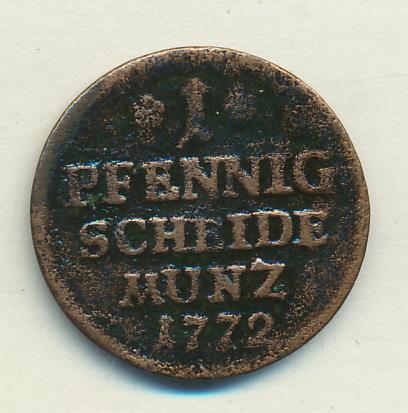 1
PFENNIG
SCHEIDE
MUNZ
1772